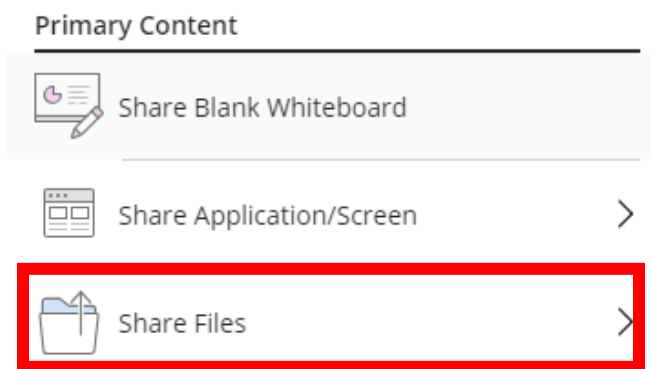 Primary Content
Share Blank Whiteboard
Share Application/Screen
Share Files